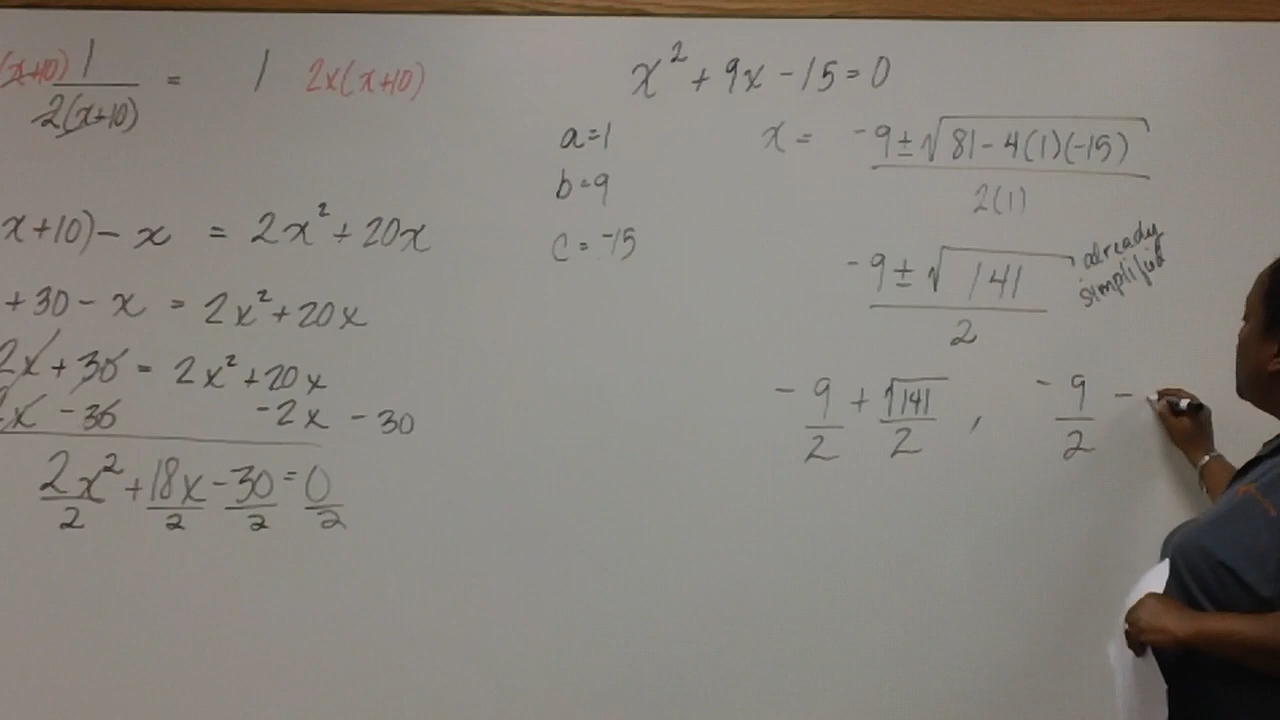 (x+10) 1 / 2(x+10) = 1 2x(x+10)
x+10) - x = 2x² + 20x
+ 30 - x = 2x² + 20x
2x + 30 = 2x² + 20x
2x - 30 -2x - 30
2x²/2 + 18x/2 - 30/2 = 0/2
x² + 9x - 15 = 0
a = 1
b = 9
c = -15
x = -9 ± √81 - 4(1)(-15) / 2(1)
-9 ± √141 / 2 already simplified
-9/2 + √141/2 , -9/2 -